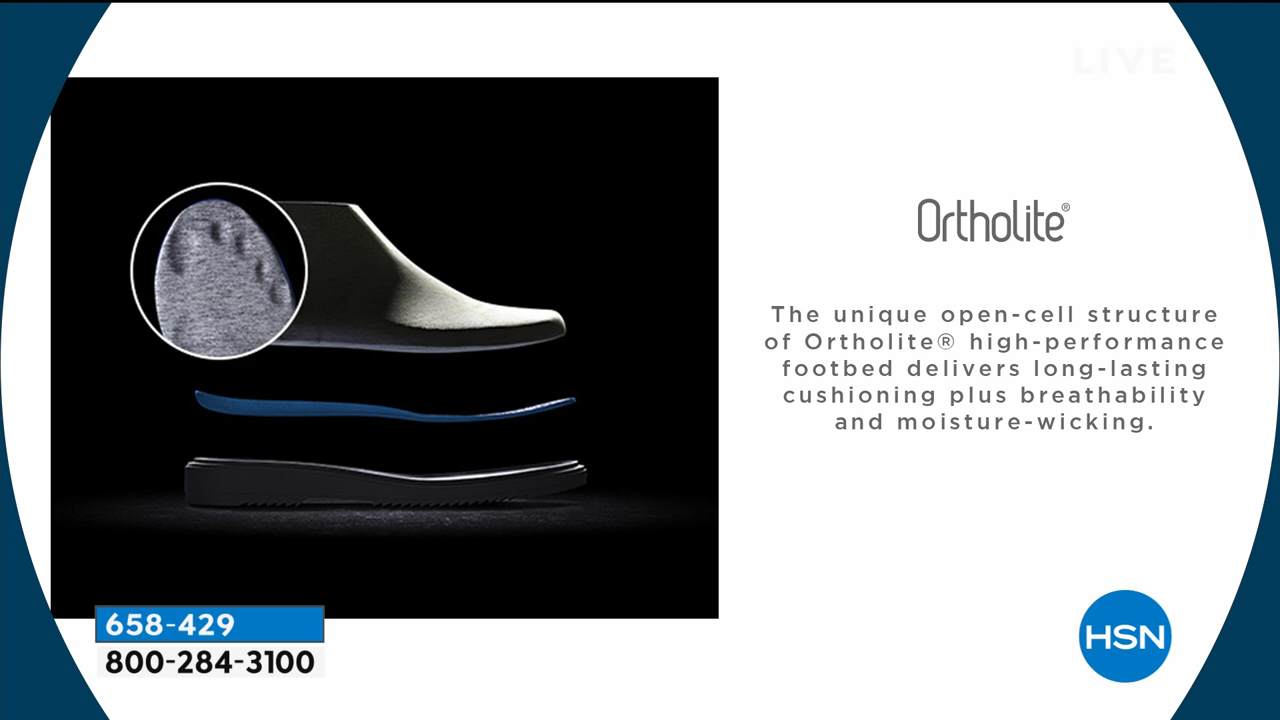 LIVE
Ortholite®
The unique open-cell structure
of Ortholite® high-performance
footbed delivers long-lasting
cushioning plus breathability
and moisture-wicking.
658-429
800-284-3100
HSN